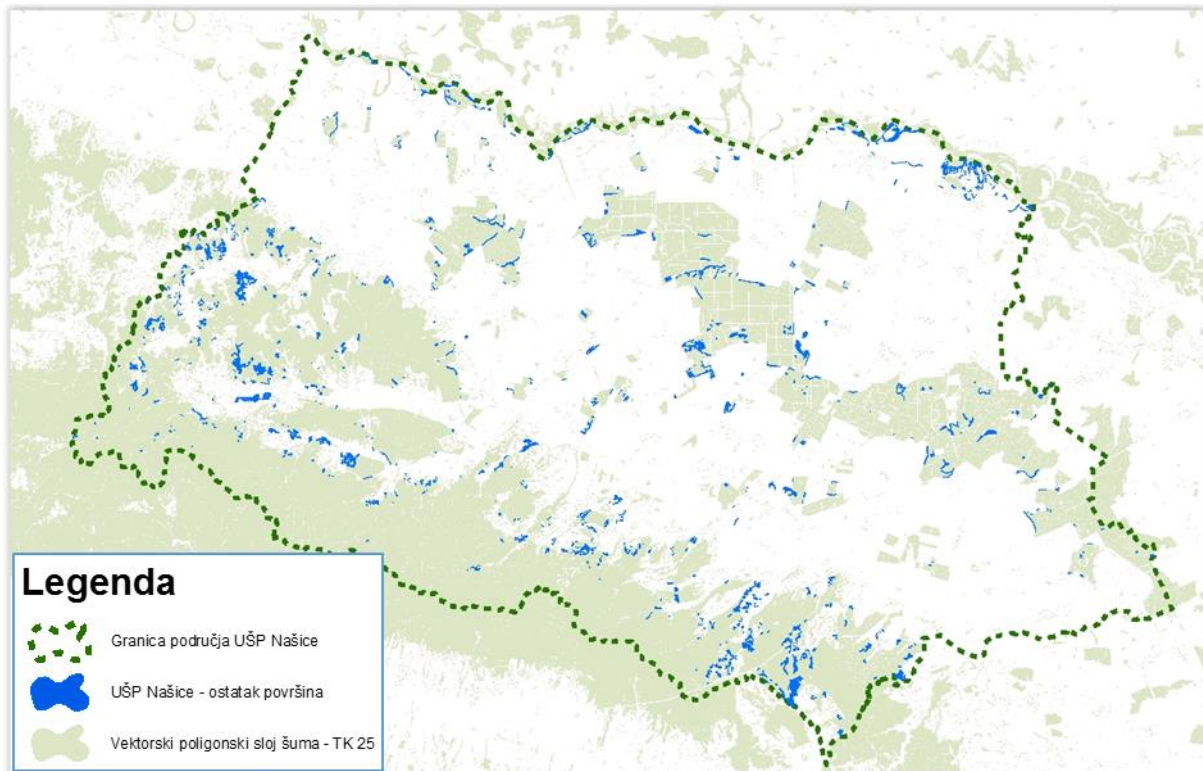 Legenda
Granica područja UŠP Našice
UŠP Našice - ostatak površina
Vektorski poligonski sloj šuma - TK 25